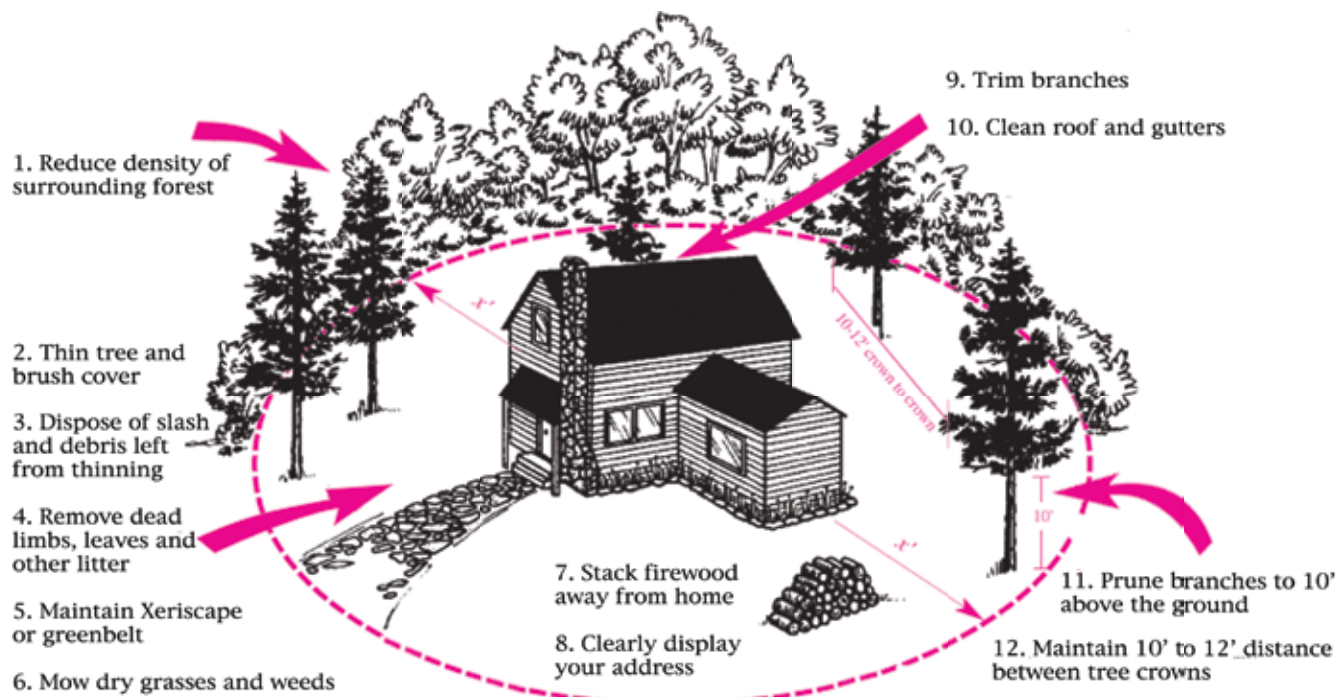 1. Reduce density of
surrounding forest
2. Thin tree and
brush cover
3. Dispose of slash
and debris left
from thinning
4. Remove dead
limbs, leaves and
other litter
5. Maintain Xeriscape
or greenbelt
6. Mow dry grasses and weeds
x'
10-12' crown to crown
x'
10'
7. Stack firewood
away from home
8. Clearly display
your address
9. Trim branches
10. Clean roof and gutters
11. Prune branches to 10’
above the ground
12. Maintain 10’ to 12’ distance
between tree crowns